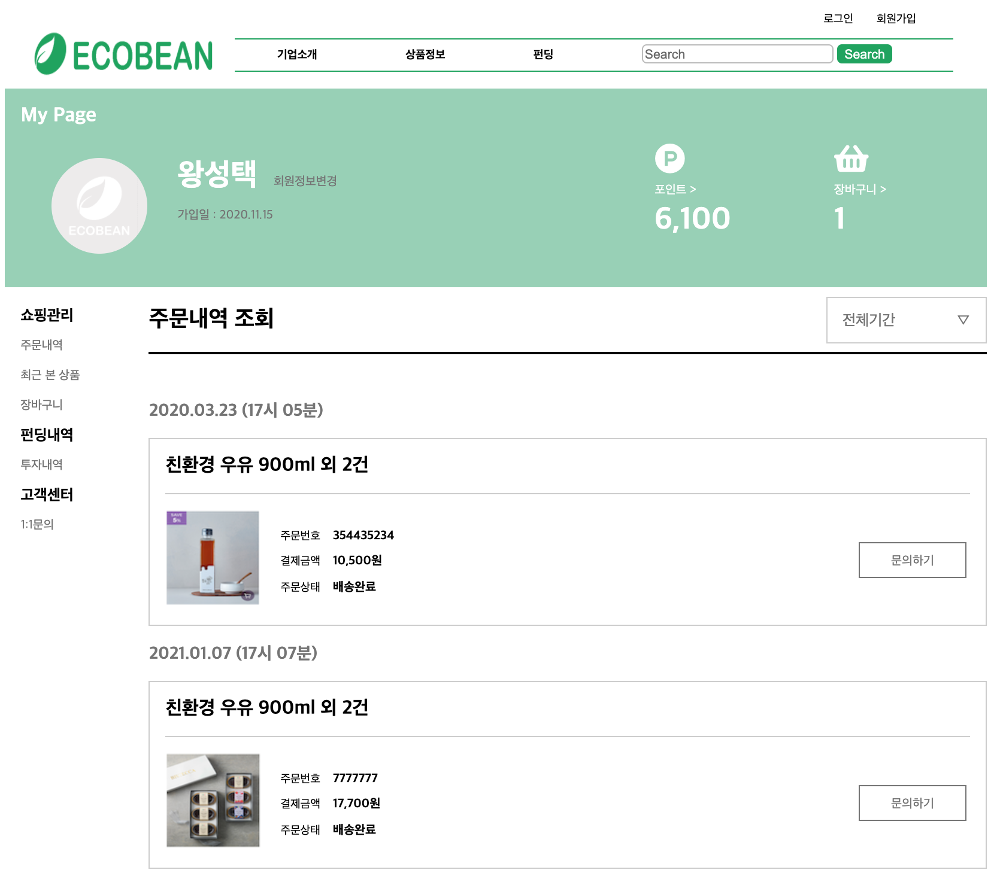 로그인 회원가입
ECOBEAN
기업소개 상품정보 펀딩 Search Search
My Page
ECOBEAN
왕성택 회원정보변경
가입일 : 2020.11.15
P
포인트 >
6,100
장바구니 >
1
쇼핑관리
주문내역
최근 본 상품
장바구니
펀딩내역
투자내역
고객센터
1:1문의
주문내역 조회
전체기간 ▽
2020.03.23 (17시 05분)
친환경 우유 900ml 외 2건
SAVE
5%
주문번호 354435234
결제금액 10,500원
주문상태 배송완료
문의하기
2021.01.07 (17시 07분)
친환경 우유 900ml 외 2건
주문번호 7777777
결제금액 17,700원
주문상태 배송완료
문의하기